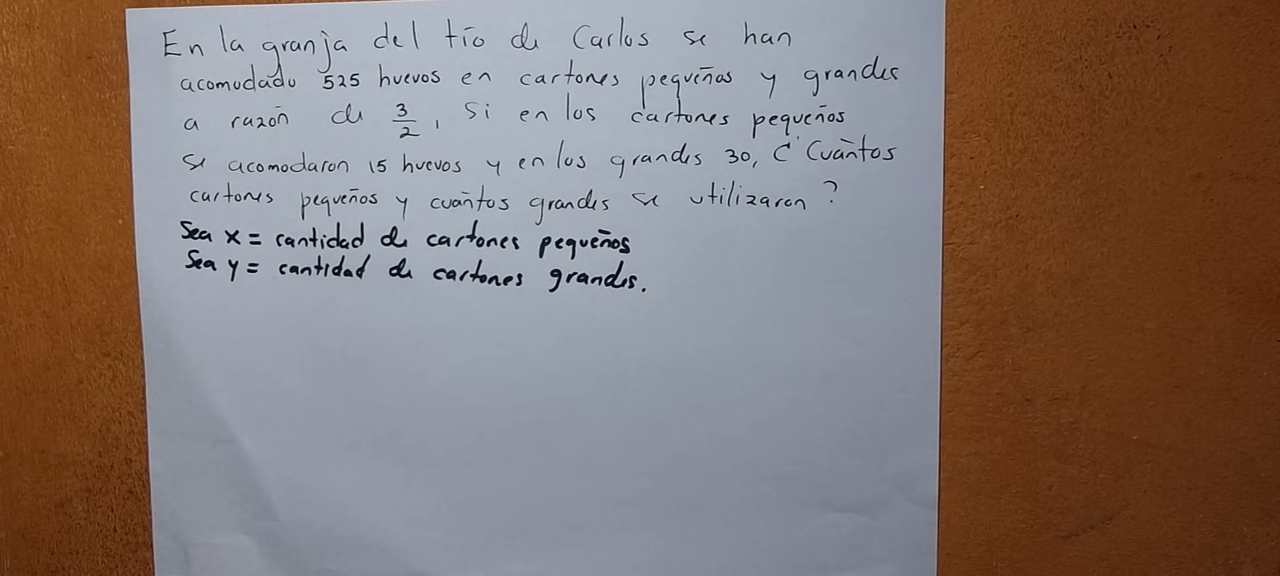 En la granja del tío de Carlos se han
acomodado 525 huevos en cartones pequeños y grandes
a razón de 3/2, si en los cartones pequeños
se acomodaron 15 huevos y en los grandes 30, ¿Cuántos
cartones pequeños y cuántos grandes se utilizaron?
Sea x = cantidad de cartones pequeños
Sea y = cantidad de cartones grandes.